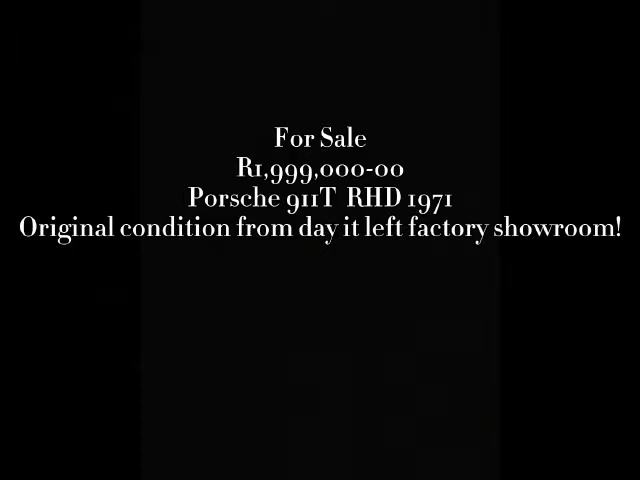 For Sale
R1,999,000-00
Porsche 911T RHD 1971
Original condition from day it left factory showroom!